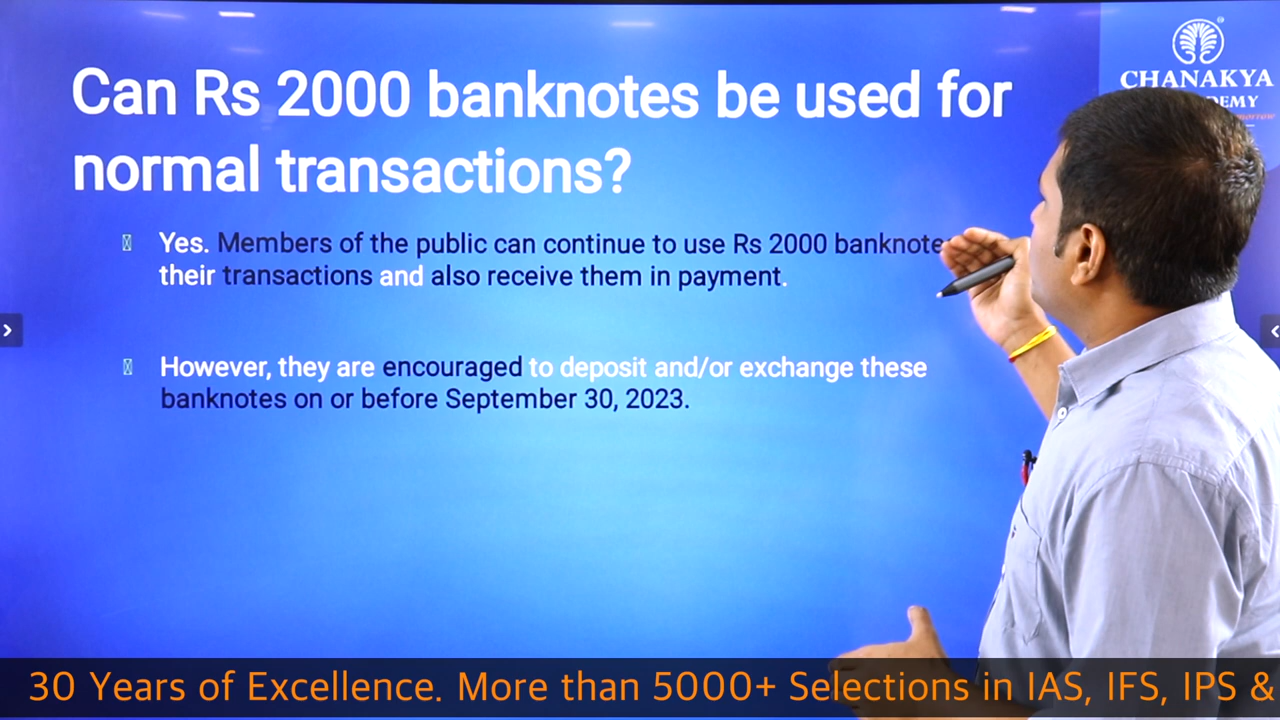 Can Rs 2000 banknotes be used for
normal transactions?
Yes. Members of the public can continue to use Rs 2000
their transactions and also receive them in payment.
However, they are encouraged to deposit and/or exchange these
banknotes on or before September 30, 2023.
CHANAKYA
30 Years of Excellence. More than 5000+ Selections in IAS, IFS, IPS &